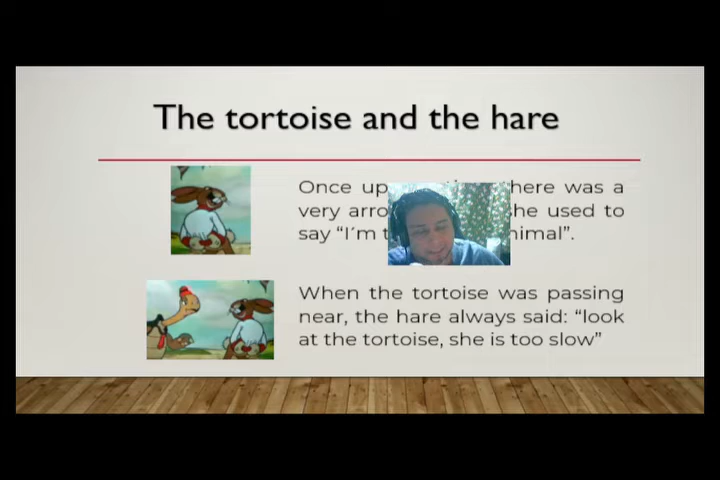 The tortoise and the hare
Once up here was a
very arro she used to
say “I´m t nimal”.
When the tortoise was passing
near, the hare always said: “look
at the tortoise, she is too slow”